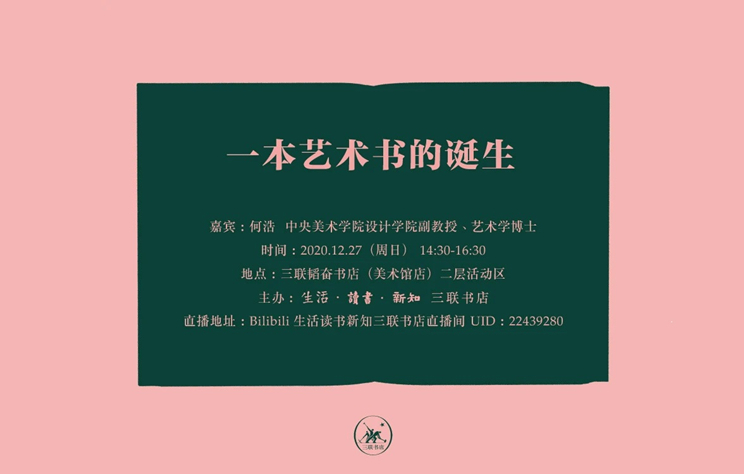 一本艺术书的诞生
嘉宾：何浩 中央美术学院设计学院副教授、艺术学博士
时间：2020.12.27（周日） 14:30-16:30
地点：三联韬奋书店（美术馆店）二层活动区
主办：生活·讀書·新知 三联书店
直播地址：Bilibili 生活读书新知三联书店直播间 UID：22439280
三联书店